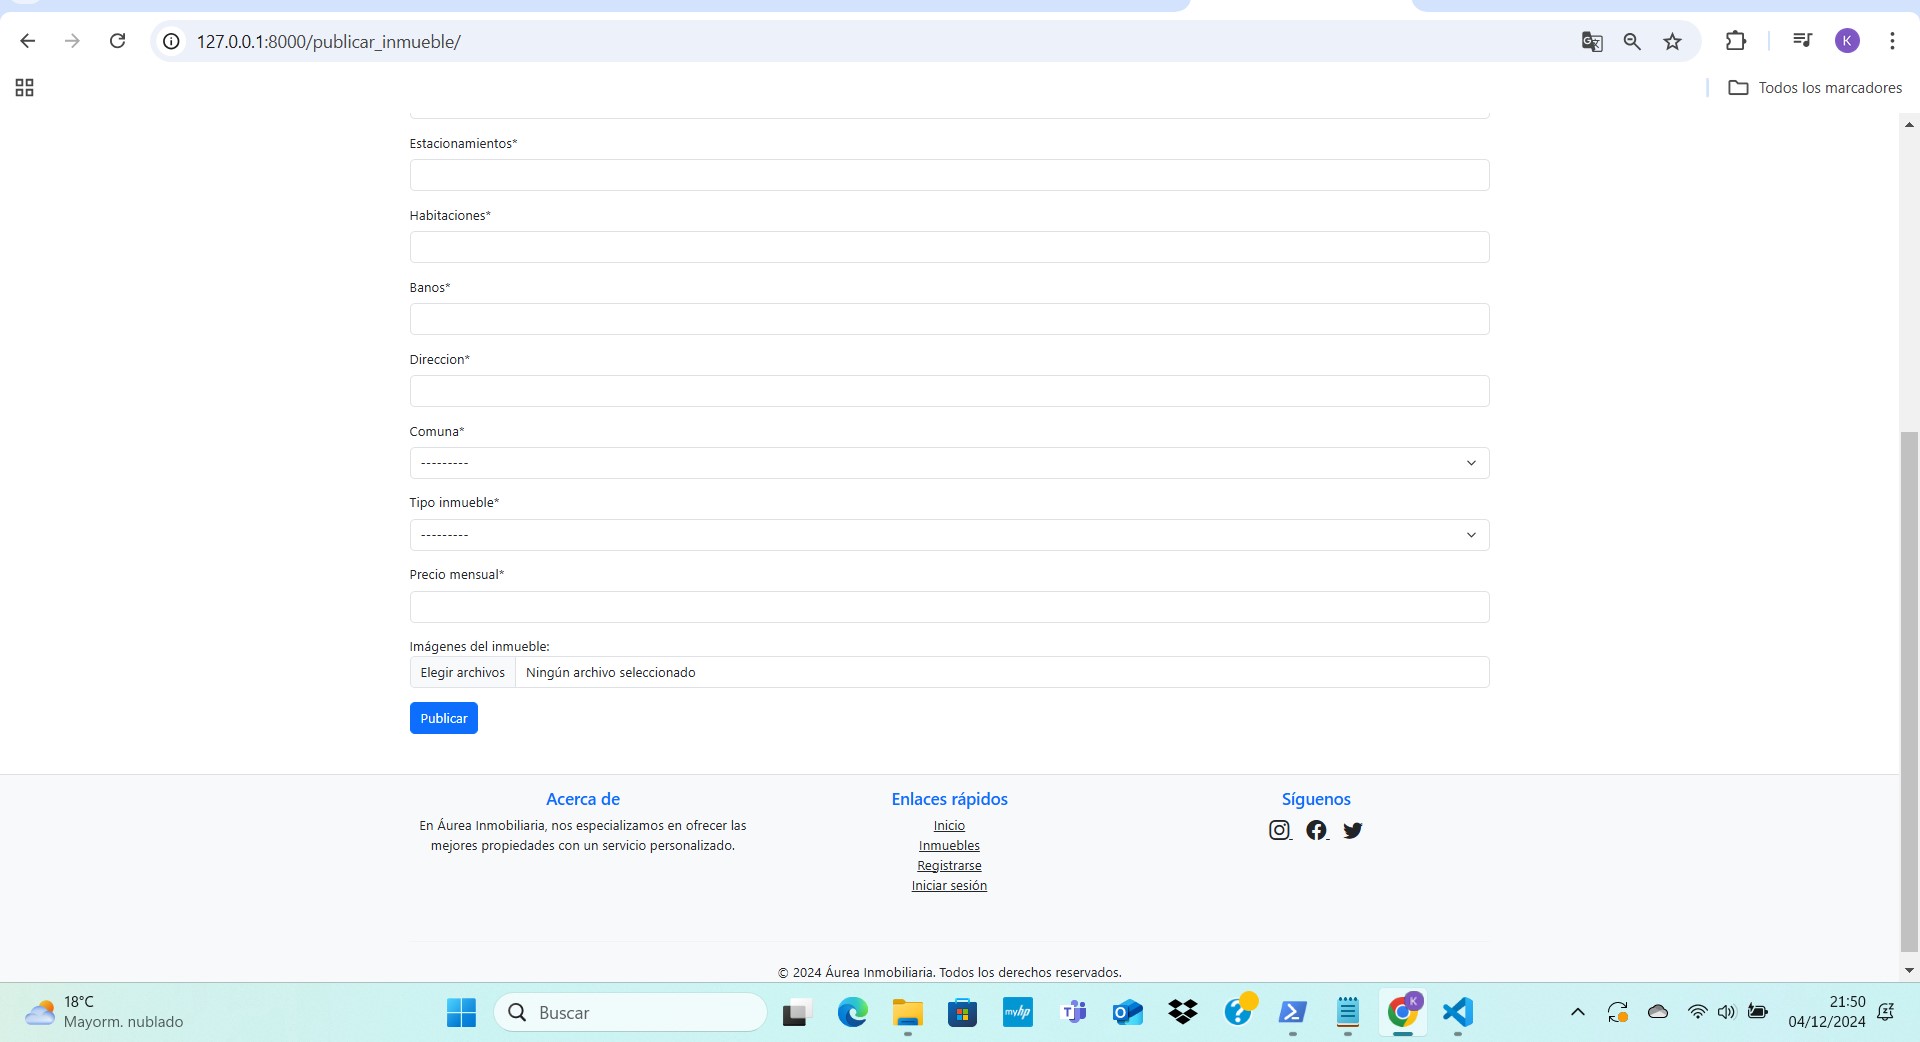 127.0.0.1:8000/publicar_inmueble/
K
Todos los marcadores
Estacionamientos*
Habitaciones*
Banos*
Direccion*
Comuna*
---------
Tipo inmueble*
---------
Precio mensual*
Imágenes del inmueble:
Elegir archivos Ningún archivo seleccionado
Publicar
Acerca de
En Áurea Inmobiliaria, nos especializamos en ofrecer las
mejores propiedades con un servicio personalizado.
Enlaces rápidos
Inicio
Inmuebles
Registrarse
Iniciar sesión
Síguenos
© 2024 Áurea Inmobiliaria. Todos los derechos reservados.
18°C
Mayorm. nublado
Buscar
myhp
K
21:50
04/12/2024